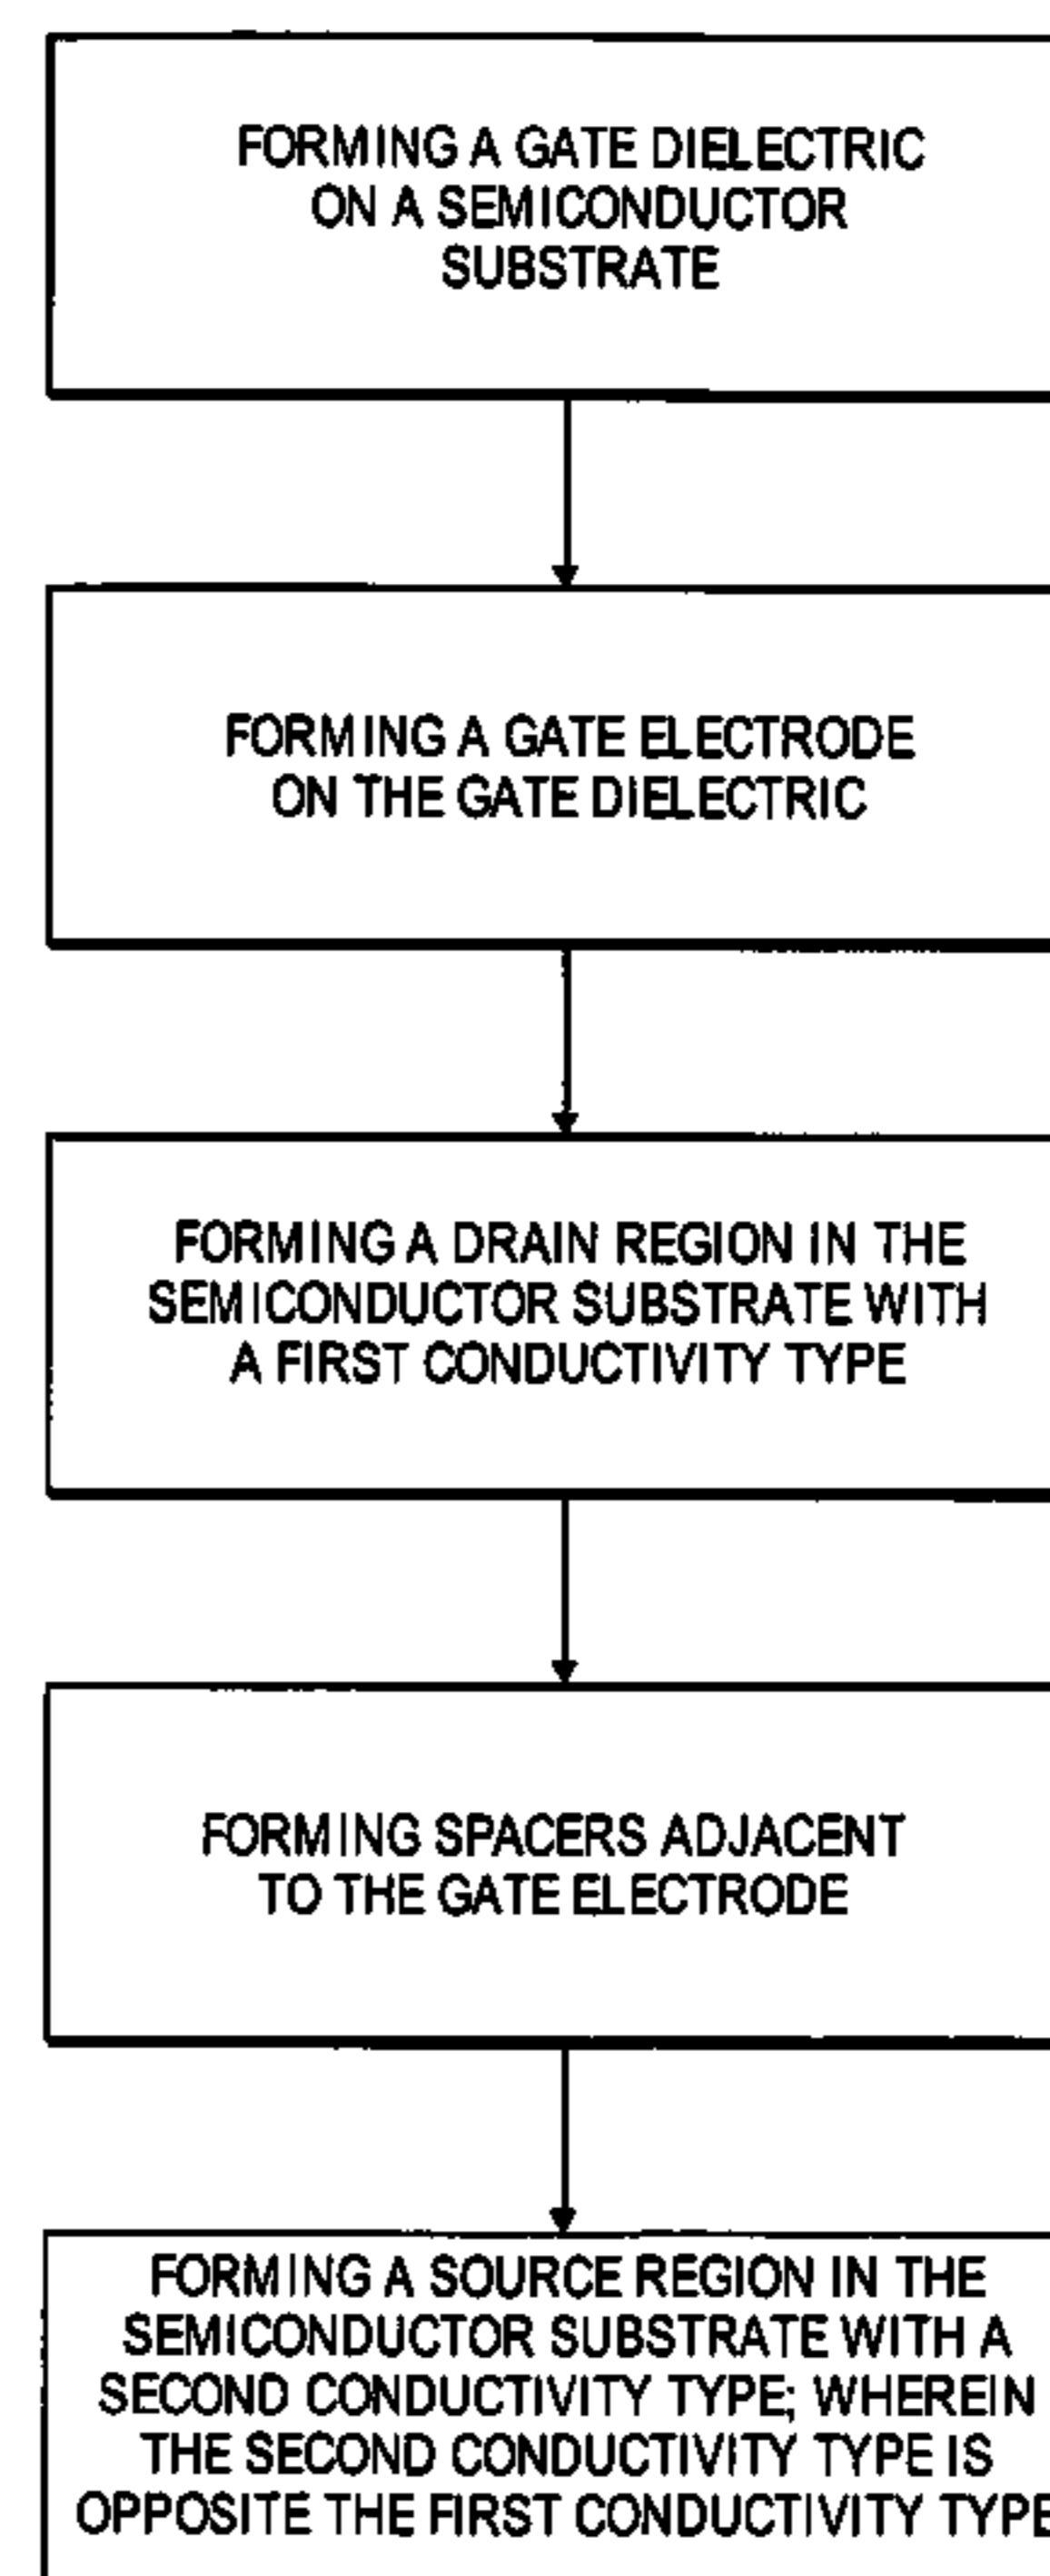 FORMING A GATE DIELECTRIC
ON A SEMICONDUCTOR
SUBSTRATE
FORMING A GATE ELECTRODE
ON THE GATE DIELECTRIC
FORMING A DRAIN REGION IN THE
SEMICONDUCTOR SUBSTRATE WITH
A FIRST CONDUCTIVITY TYPE
FORMING SPACERS ADJACENT
TO THE GATE ELECTRODE
FORMING A SOURCE REGION IN THE
SEMICONDUCTOR SUBSTRATE WITH A
SECOND CONDUCTIVITY TYPE; WHEREIN
THE SECOND CONDUCTIVITY TYPE IS
OPPOSITE THE FIRST CONDUCTIVITY TYPE